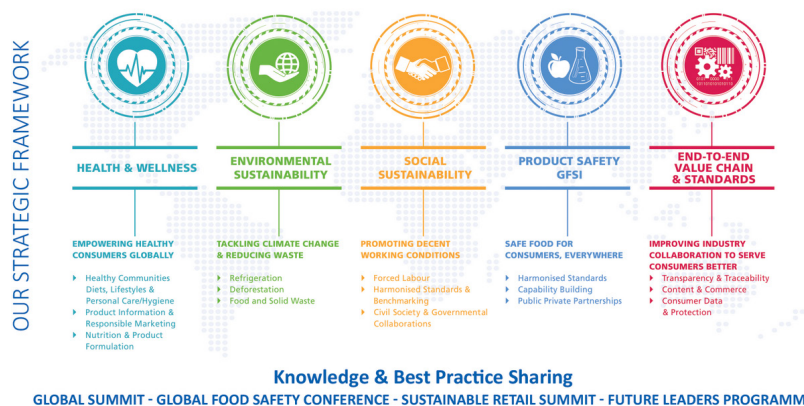 OUR STRATEGIC FRAMEWORK
HEALTH & WELLNESS
EMPOWERING HEALTHY
CONSUMERS GLOBALLY
Healthy Communities
Diets, Lifestyles &
Personal Care/Hygiene
Product Information &
Responsible Marketing
Nutrition & Product
Formulation
ENVIRONMENTAL
SUSTAINABILITY
TACKLING CLIMATE CHANGE
& REDUCING WASTE
Refrigeration
Deforestation
Food and Solid Waste
SOCIAL
SUSTAINABILITY
PROMOTING DECENT
WORKING CONDITIONS
Forced Labour
Harmonised Standards &
Benchmarking
Civil Society & Governmental
Collaborations
PRODUCT SAFETY
GFSI
SAFE FOOD FOR
CONSUMERS, EVERYWHERE
Harmonised Standards
Capability Building
Public Private Partnerships
END-TO-END
VALUE CHAIN
& STANDARDS
IMPROVING INDUSTRY
COLLABORATION TO SERVE
CONSUMERS BETTER
Transparency & Traceability
Content & Commerce
Consumer Data
& Protection
Knowledge & Best Practice Sharing
GLOBAL SUMMIT - GLOBAL FOOD SAFETY CONFERENCE - SUSTAINABLE RETAIL SUMMIT - FUTURE LEADERS PROGRAMM